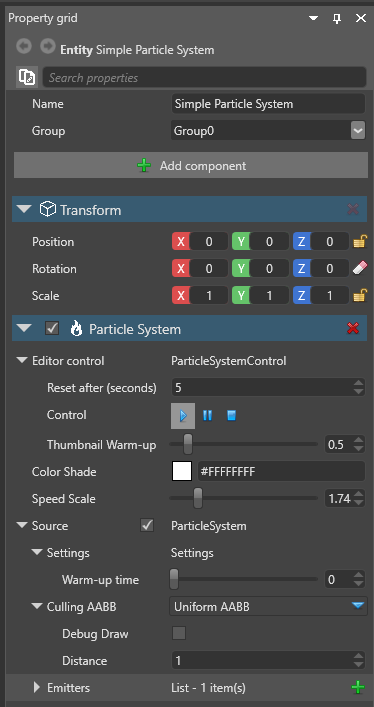 Property grid
Entity Simple Particle System
Search properties
Name Simple Particle System
Group Group0
Add component
Transform
Position X 0 Y 0 Z 0
Rotation X 0 Y 0 Z 0
Scale X 1 Y 1 Z 1
Particle System
Editor control ParticleSystemControl
Reset after (seconds) 5
Control
Thumbnail Warm-up 0.5
Color Shade #FFFFFFFF
Speed Scale 1.74
Source ParticleSystem
Settings Settings
Warm-up time 0
Culling AABB Uniform AABB
Debug Draw
Distance 1
Emitters List - 1 item(s)